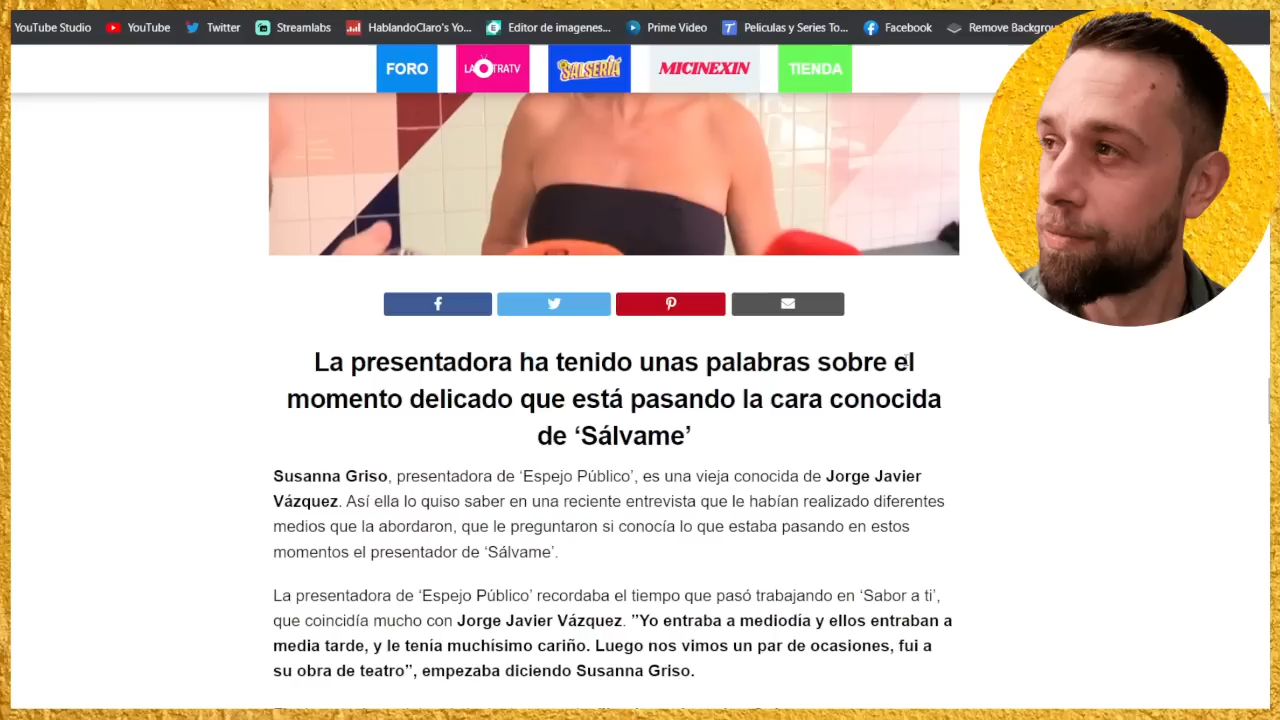 YouTube Studio YouTube Twitter Streamlabs HablandoClaro's Yo... Editor de imagenes... Prime Video Peliculas y Series To... Facebook Remove Backgrou
FORO LA OTRATV SALSERÍA MICINEXIN TIENDA
La presentadora ha tenido unas palabras sobre el
momento delicado que está pasando la cara conocida
de ‘Sálvame’
Susanna Griso, presentadora de ‘Espejo Público’, es una vieja conocida de Jorge Javier
Vázquez. Así ella lo quiso saber en una reciente entrevista que le habían realizado diferentes
medios que la abordaron, que le preguntaron si conocía lo que estaba pasando en estos
momentos el presentador de ‘Sálvame’.
La presentadora de ‘Espejo Público’ recordaba el tiempo que pasó trabajando en ‘Sabor a ti’,
que coincidía mucho con Jorge Javier Vázquez. ”Yo entraba a mediodía y ellos entraban a
media tarde, y le tenía muchísimo cariño. Luego nos vimos un par de ocasiones, fui a
su obra de teatro”, empezaba diciendo Susanna Griso.